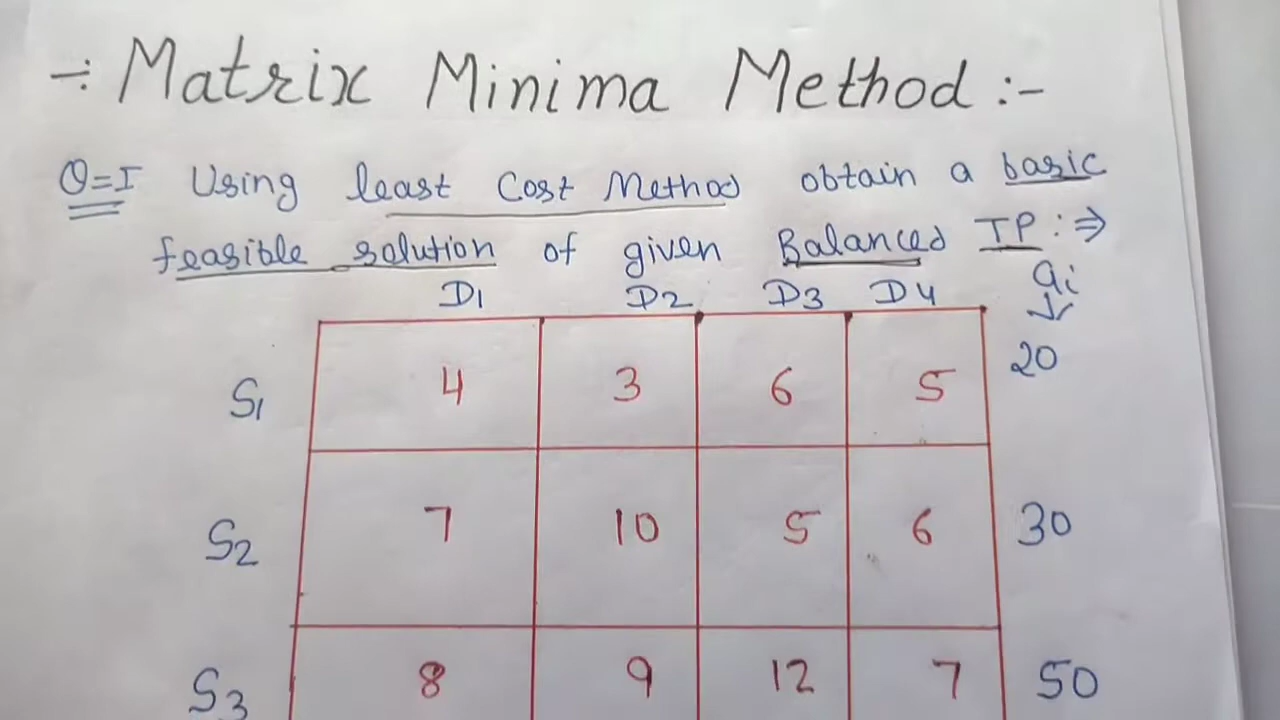 ÷ Matrix Minima Method :-
Q=I Using least Cost Method obtain a basic
feasible solution of given Balanced TP :⇒
D1 D2 D3 D4 ai
S1 4 3 6 5 20
S2 7 10 5 6 30
S3 8 9 12 7 50